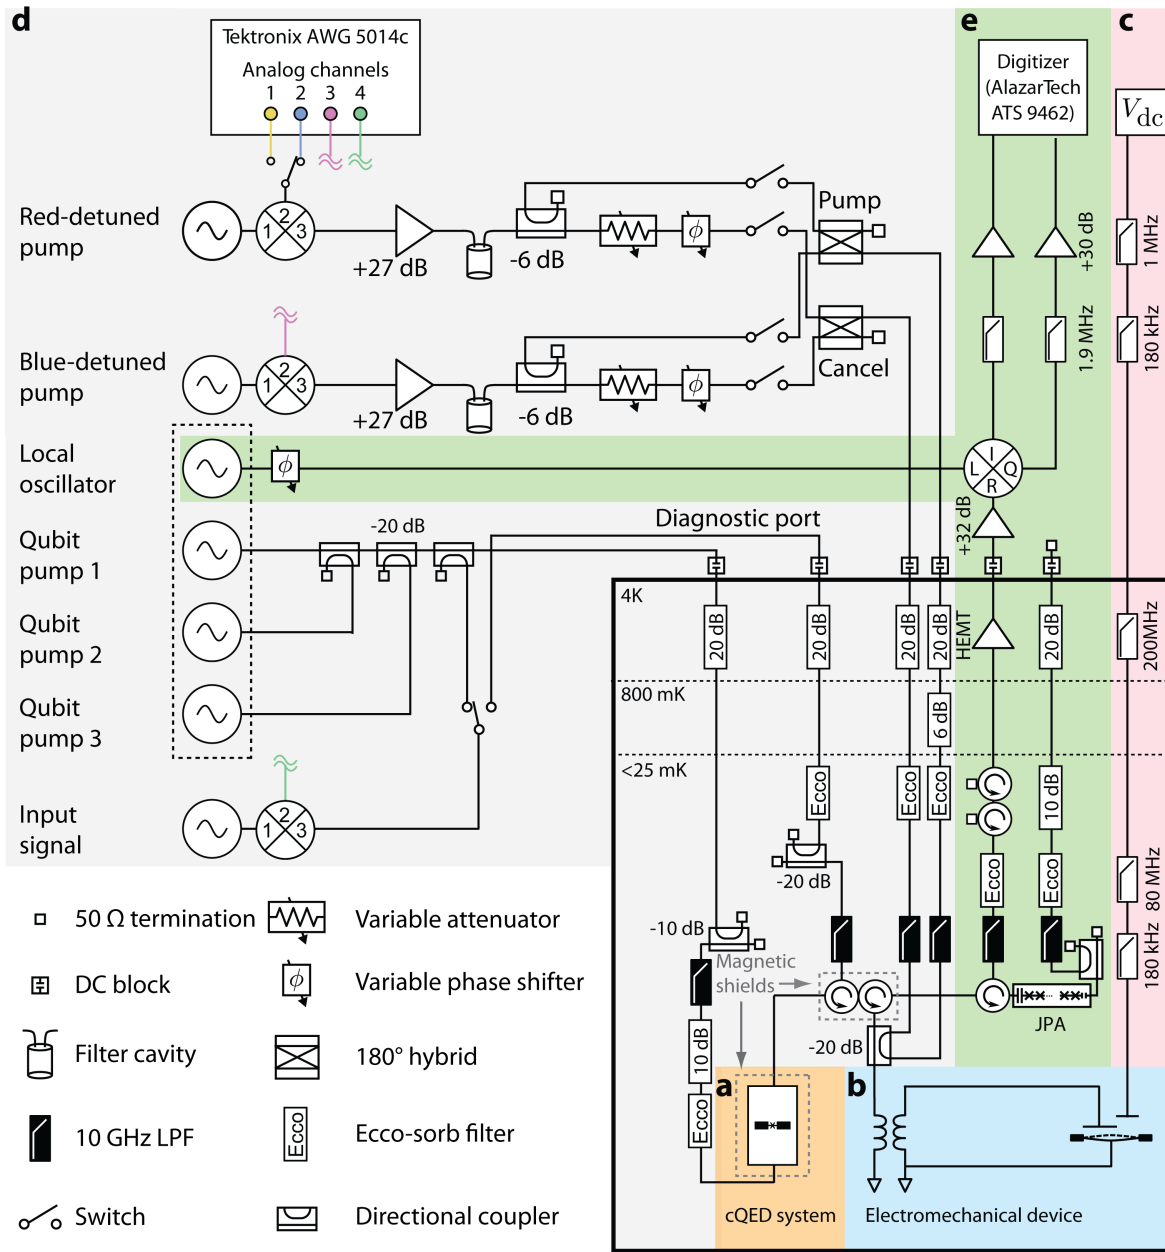 d
e
c
Tektronix AWG 5014c
Analog channels
1 2 3 4
Digitizer
(AlazarTech
ATS 9462)
Vdc
Red-detuned
pump
1 2 3
+27 dB
-6 dB
ϕ
Pump
+30 dB
1 MHz
Blue-detuned
pump
1 2 3
+27 dB
-6 dB
ϕ
Cancel
1.9 MHz
180 kHz
Local
oscillator
ϕ
L I Q R
+32 dB
Qubit
pump 1
-20 dB
Diagnostic port
Qubit
pump 2
Qubit
pump 3
Input
signal
1 2 3
4K
20 dB
20 dB
20 dB
20 dB
HEMT
20 dB
200MHz
800 mK
6 dB
<25 mK
Ecco
Ecco
Ecco
10 dB
-20 dB
Ecco
Ecco
80 MHz
-10 dB
180 kHz
Magnetic
shields
JPA
10 dB
-20 dB
Ecco
a
b
cQED system
Electromechanical device
50 Ω termination
Variable attenuator
DC block
ϕ
Variable phase shifter
Filter cavity
180° hybrid
10 GHz LPF
Ecco
Ecco-sorb filter
Switch
Directional coupler